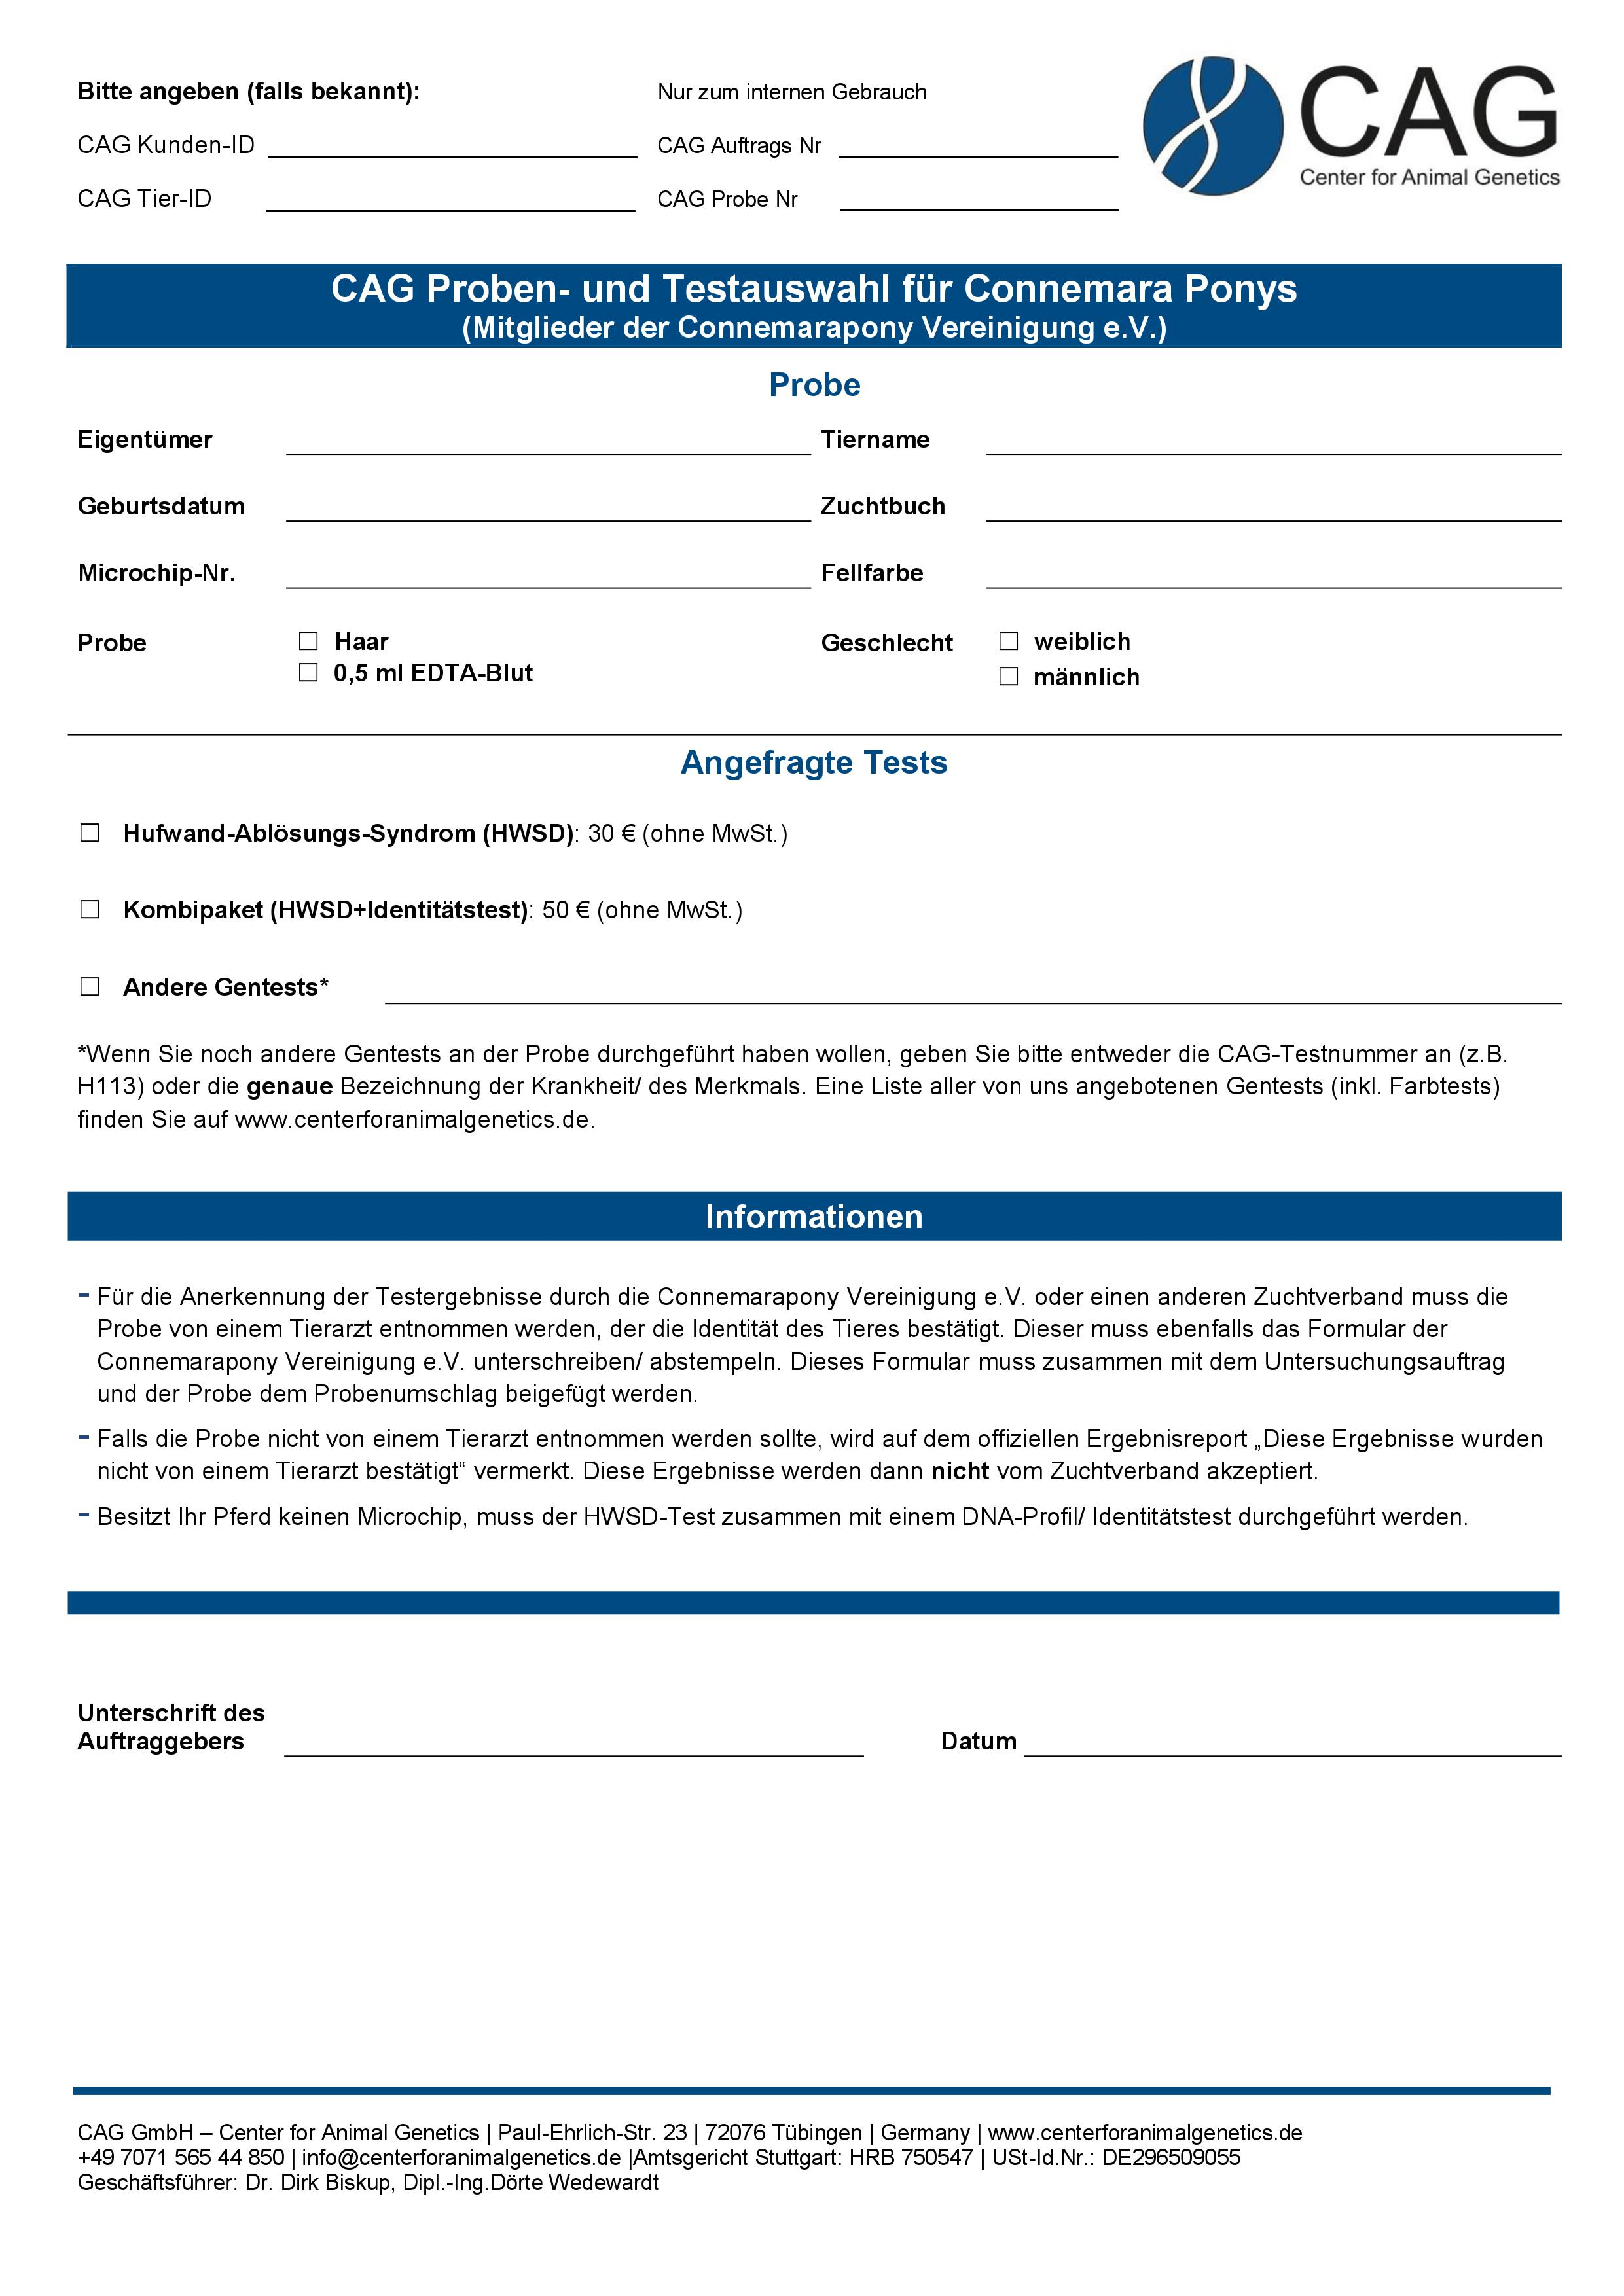 Bitte angeben (falls bekannt):
Nur zum internen Gebrauch
CAG
Center for Animal Genetics
CAG Kunden-ID
CAG Auftrags Nr
CAG Tier-ID
CAG Probe Nr
CAG Proben- und Testauswahl für Connemara Ponys
(Mitglieder der Connemarapony Vereinigung e.V.)
Probe
Eigentümer
Tiername
Geburtsdatum
Zuchtbuch
Microchip-Nr.
Fellfarbe
Probe
☐ Haar
☐ 0,5 ml EDTA-Blut
Geschlecht
☐ weiblich
☐ männlich
Angefragte Tests
☐ Hufwand-Ablösungs-Syndrom (HWSD): 30 € (ohne MwSt.)
☐ Kombipaket (HWSD+Identitätstest): 50 € (ohne MwSt.)
☐ Andere Gentests*
*Wenn Sie noch andere Gentests an der Probe durchgeführt haben wollen, geben Sie bitte entweder die CAG-Testnummer an (z.B.
H113) oder die genaue Bezeichnung der Krankheit/ des Merkmals. Eine Liste aller von uns angebotenen Gentests (inkl. Farbtests)
finden Sie auf www.centerforanimalgenetics.de.
Informationen
- Für die Anerkennung der Testergebnisse durch die Connemarapony Vereinigung e.V. oder einen anderen Zuchtverband muss die
Probe von einem Tierarzt entnommen werden, der die Identität des Tieres bestätigt. Dieser muss ebenfalls das Formular der
Connemarapony Vereinigung e.V. unterschreiben/ abstempeln. Dieses Formular muss zusammen mit dem Untersuchungsauftrag
und der Probe dem Probenumschlag beigefügt werden.
- Falls die Probe nicht von einem Tierarzt entnommen werden sollte, wird auf dem offiziellen Ergebnisreport „Diese Ergebnisse wurden
nicht von einem Tierarzt bestätigt“ vermerkt. Diese Ergebnisse werden dann nicht vom Zuchtverband akzeptiert.
- Besitzt Ihr Pferd keinen Microchip, muss der HWSD-Test zusammen mit einem DNA-Profil/ Identitätstest durchgeführt werden.
Unterschrift des
Auftraggebers
Datum
CAG GmbH – Center for Animal Genetics | Paul-Ehrlich-Str. 23 | 72076 Tübingen | Germany | www.centerforanimalgenetics.de
+49 7071 565 44 850 | info@centerforanimalgenetics.de |Amtsgericht Stuttgart: HRB 750547 | USt-Id.Nr.: DE296509055
Geschäftsführer: Dr. Dirk Biskup, Dipl.-Ing.Dörte Wedewardt